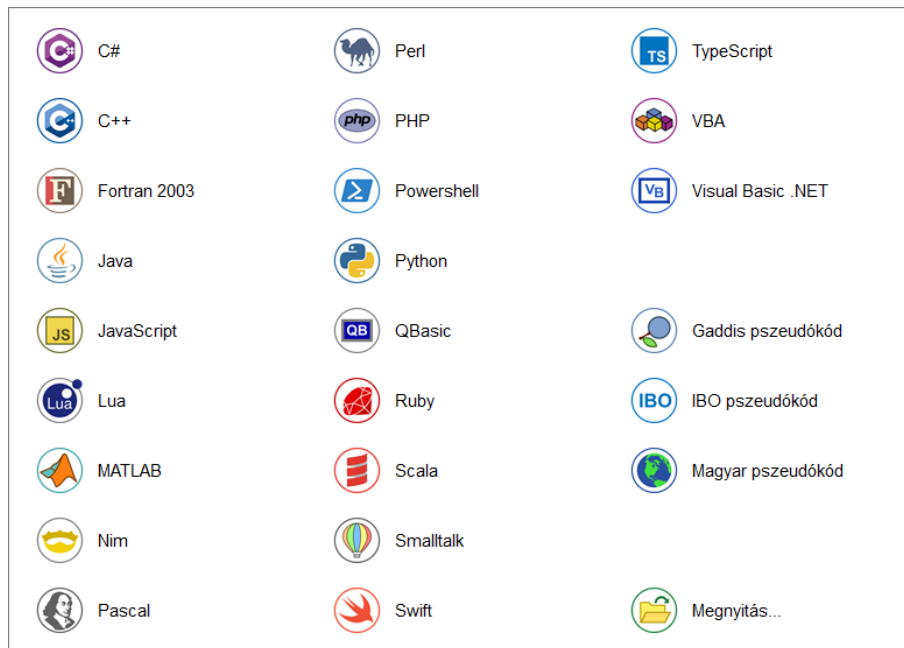 C# Perl TypeScript
C++ PHP VBA
Fortran 2003 Powershell Visual Basic .NET
Java Python
JavaScript QBasic Gaddis pszeudókód
Lua Ruby IBO pszeudókód
MATLAB Scala Magyar pszeudókód
Nim Smalltalk
Pascal Swift Megnyitás...